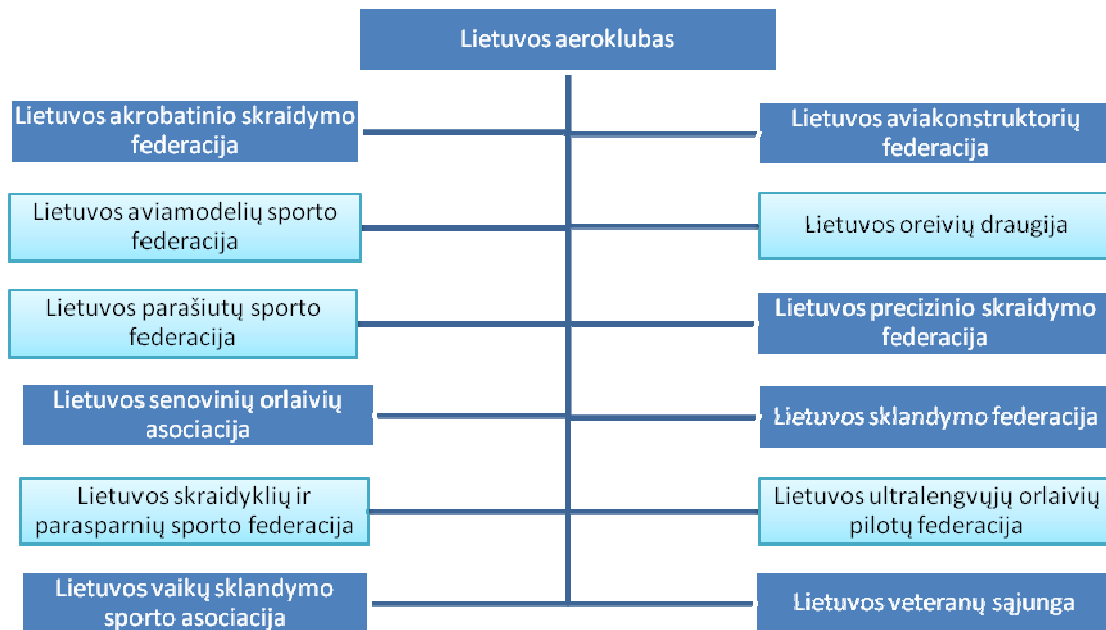 Lietuvos aeroklubas
Lietuvos akrobatinio skraidymo
federacija
Lietuvos aviakonstruktorių
federacija
Lietuvos aviamodelių sporto
federacija
Lietuvos oreivių draugija
Lietuvos parašiutų sporto
federacija
Lietuvos precizinio skraidymo
federacija
Lietuvos senovinių orlaivių
asociacija
Lietuvos sklandymo federacija
Lietuvos skraidyklių ir
parasparnių sporto federacija
Lietuvos ultralengvųjų orlaivių
pilotų federacija
Lietuvos vaikų sklandymo
sporto asociacija
Lietuvos veteranų sąjunga